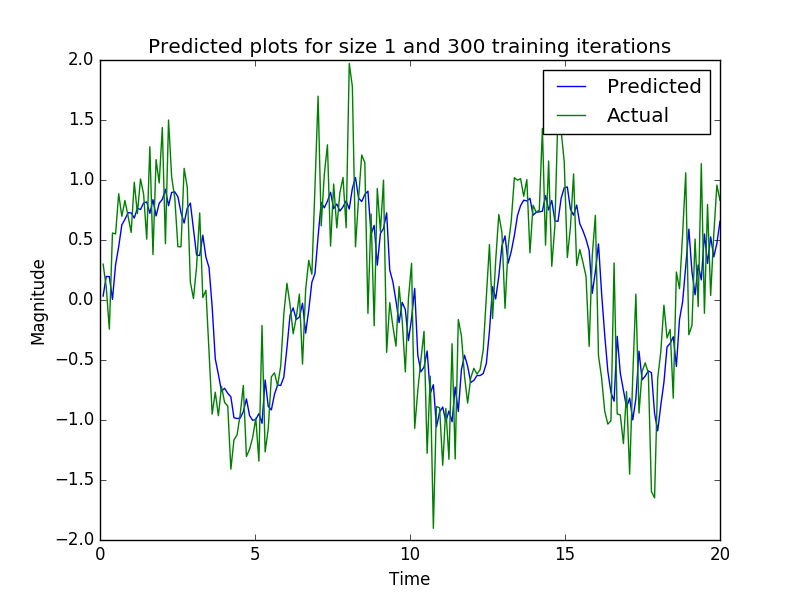 Predicted plots for size 1 and 300 training iterations
Predicted
Actual
2.0
1.5
1.0
0.5
0.0
−0.5
−1.0
−1.5
−2.0
Magnitude
0 5 10 15 20
Time